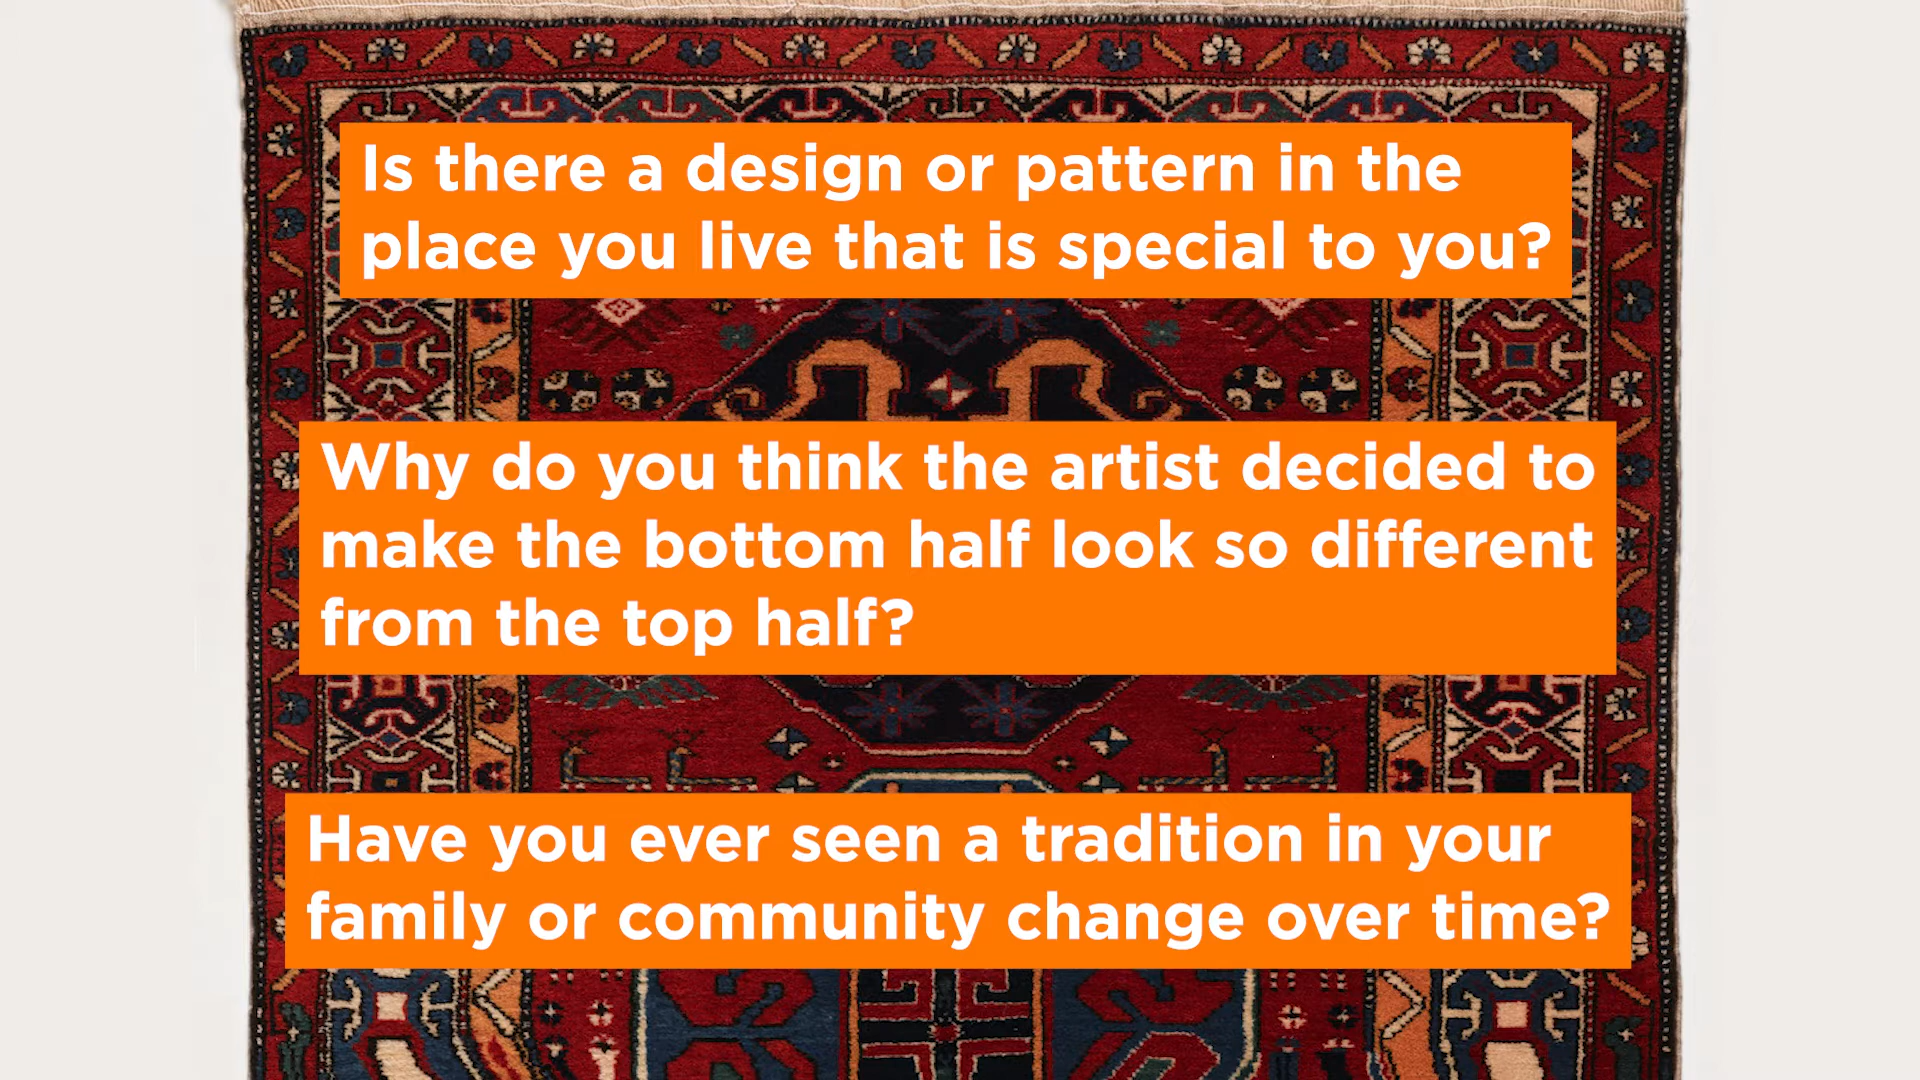 Is there a design or pattern in the
place you live that is special to you?
Why do you think the artist decided to
make the bottom half look so different
from the top half?
Have you ever seen a tradition in your
family or community change over time?